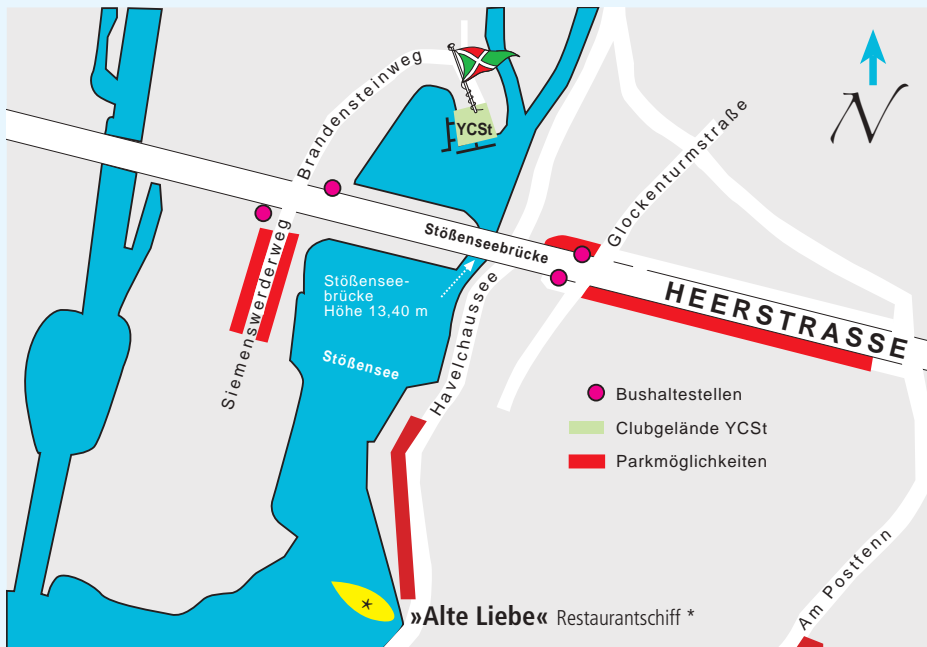 Brandensteinweg
YCSt
N
Glockenturmstraße
Stößenseebrücke
HEERSTRASSE
Siemenswerderweg
Stößensee-
brücke
Höhe 13,40 m
Stößensee
Havelchaussee
Bushaltestellen
Clubgelände YCSt
Parkmöglichkeiten
Am Postfenn
»Alte Liebe« Restaurantschiff *
*